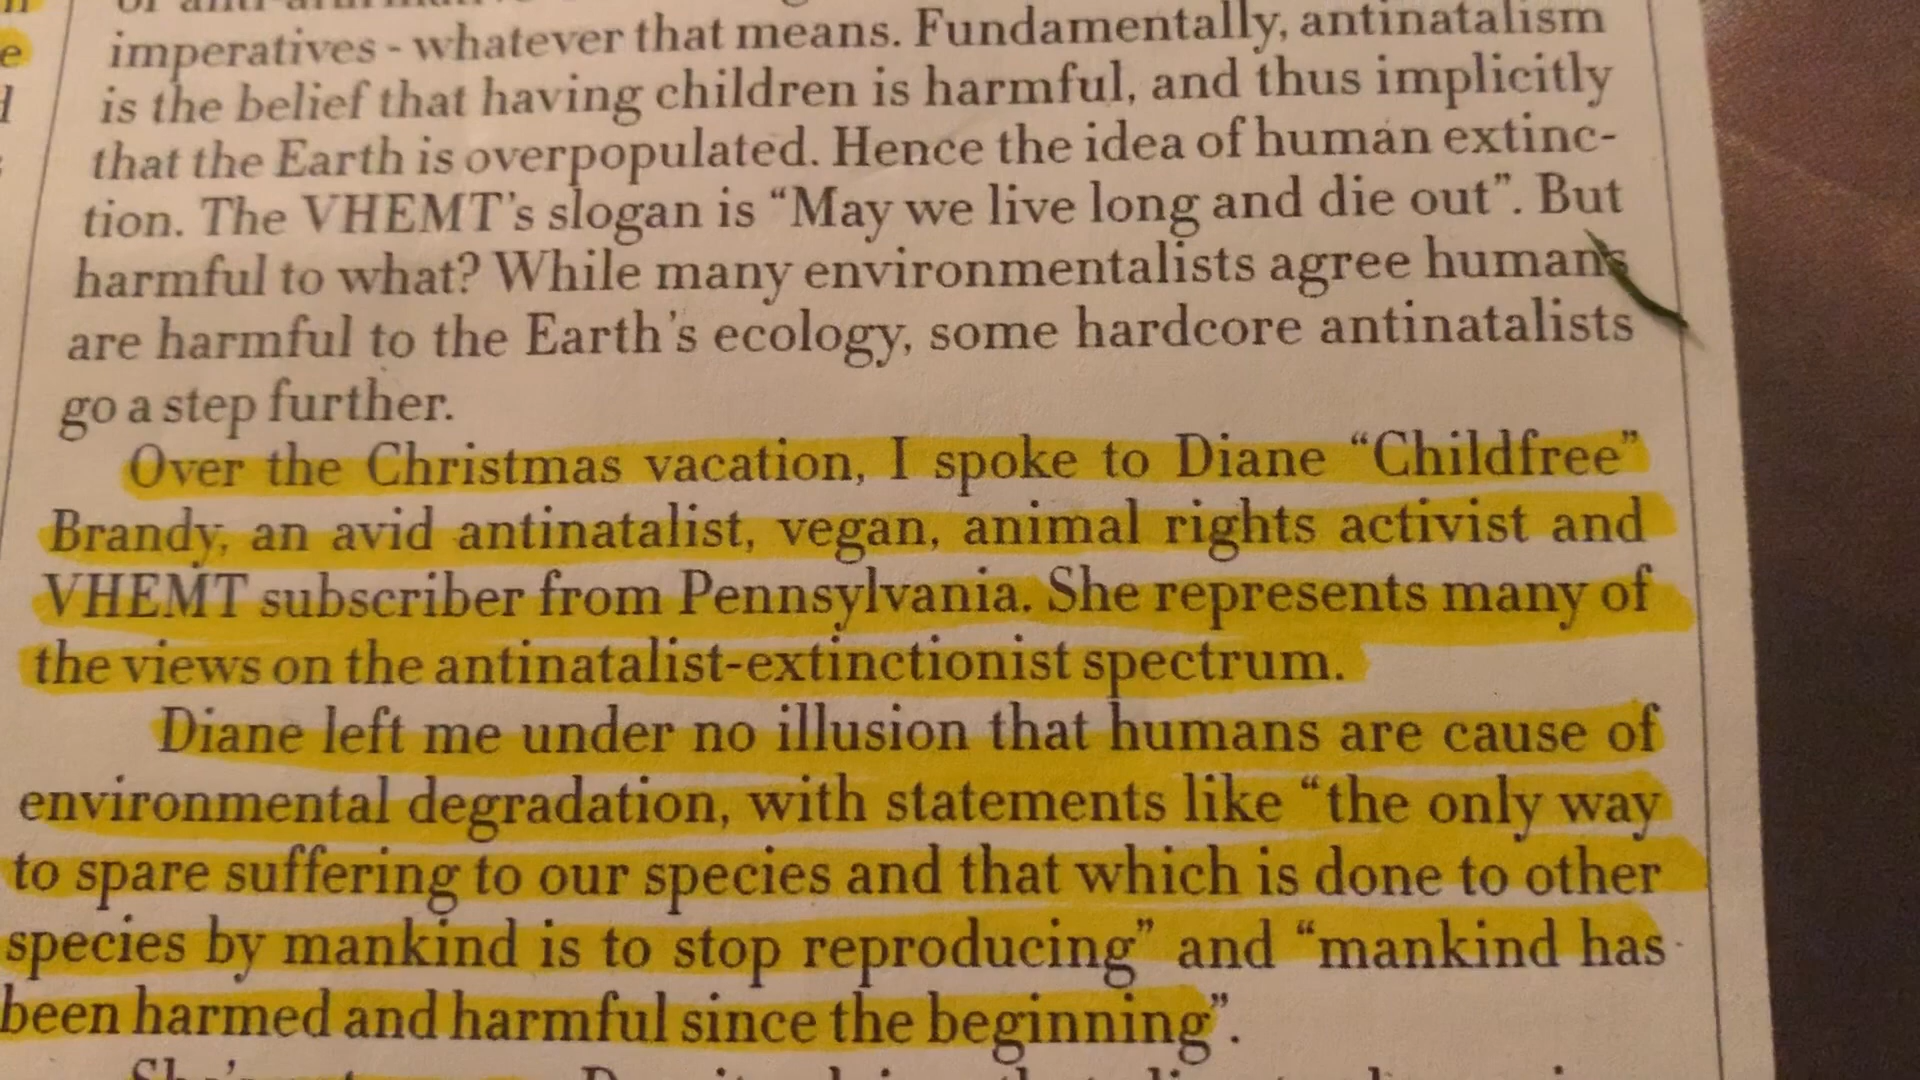 e
imperatives - whatever that means. Fundamentally, antinatalism
is the belief that having children is harmful, and thus implicitly
that the Earth is overpopulated. Hence the idea of human extinc-
tion. The VHEMT's slogan is “May we live long and die out”. But
harmful to what? While many environmentalists agree humans
are harmful to the Earth's ecology, some hardcore antinatalists
go a step further.
Over the Christmas vacation, I spoke to Diane “Childfree”
Brandy, an avid antinatalist, vegan, animal rights activist and
VHEMT subscriber from Pennsylvania. She represents many of
the views on the antinatalist-extinctionist spectrum.
Diane left me under no illusion that humans are cause of
environmental degradation, with statements like “the only way
to spare suffering to our species and that which is done to other
species by mankind is to stop reproducing” and “mankind has
been harmed and harmful since the beginning”.